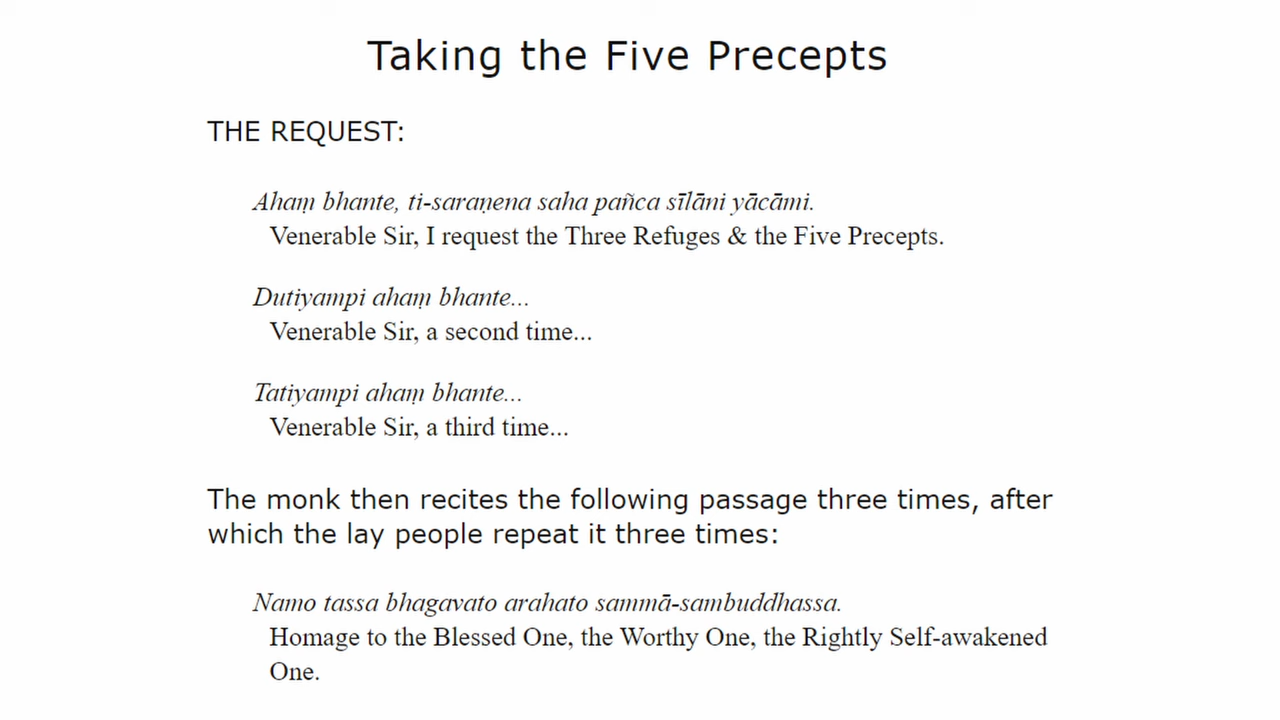 Taking the Five Precepts
THE REQUEST:
Ahaṃ bhante, ti-saraṇena saha pañca sīlāni yācāmi.
Venerable Sir, I request the Three Refuges & the Five Precepts.
Dutiyampi ahaṃ bhante...
Venerable Sir, a second time...
Tatiyampi ahaṃ bhante...
Venerable Sir, a third time...
The monk then recites the following passage three times, after
which the lay people repeat it three times:
Namo tassa bhagavato arahato sammā-sambuddhassa.
Homage to the Blessed One, the Worthy One, the Rightly Self-awakened
One.